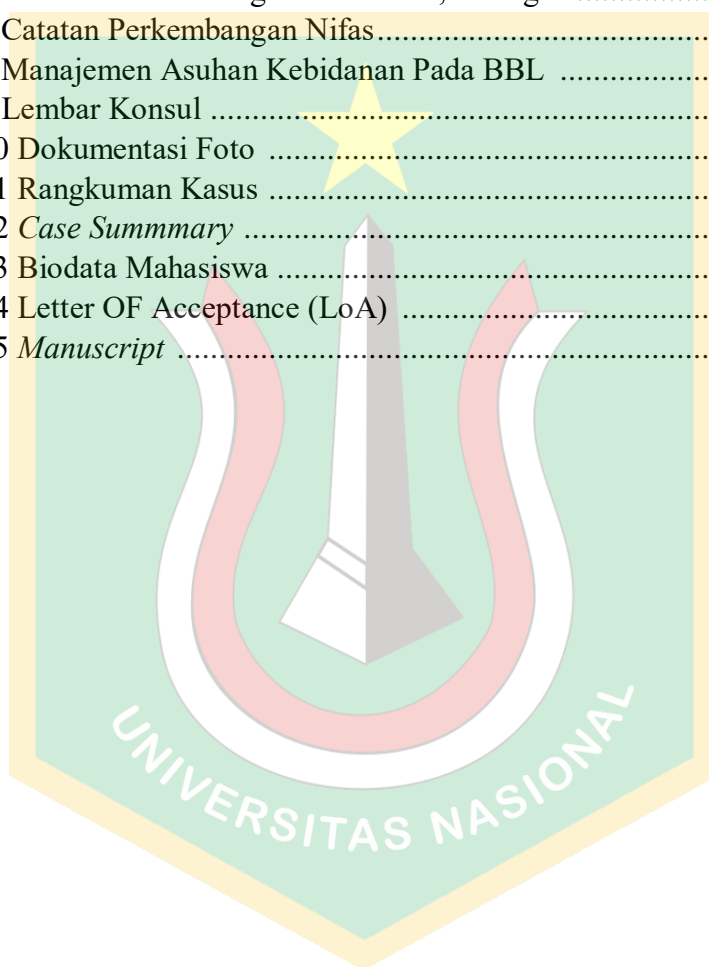 Catatan Perkembangan Nifas
Manajemen Asuhan Kebidanan Pada BBL
Lembar Konsul
0 Dokumentasi Foto
1 Rangkuman Kasus
2 Case Summmary
3 Biodata Mahasiswa
4 Letter OF Acceptance (LoA)
5 Manuscript
UNIVERSITAS NASIONAL